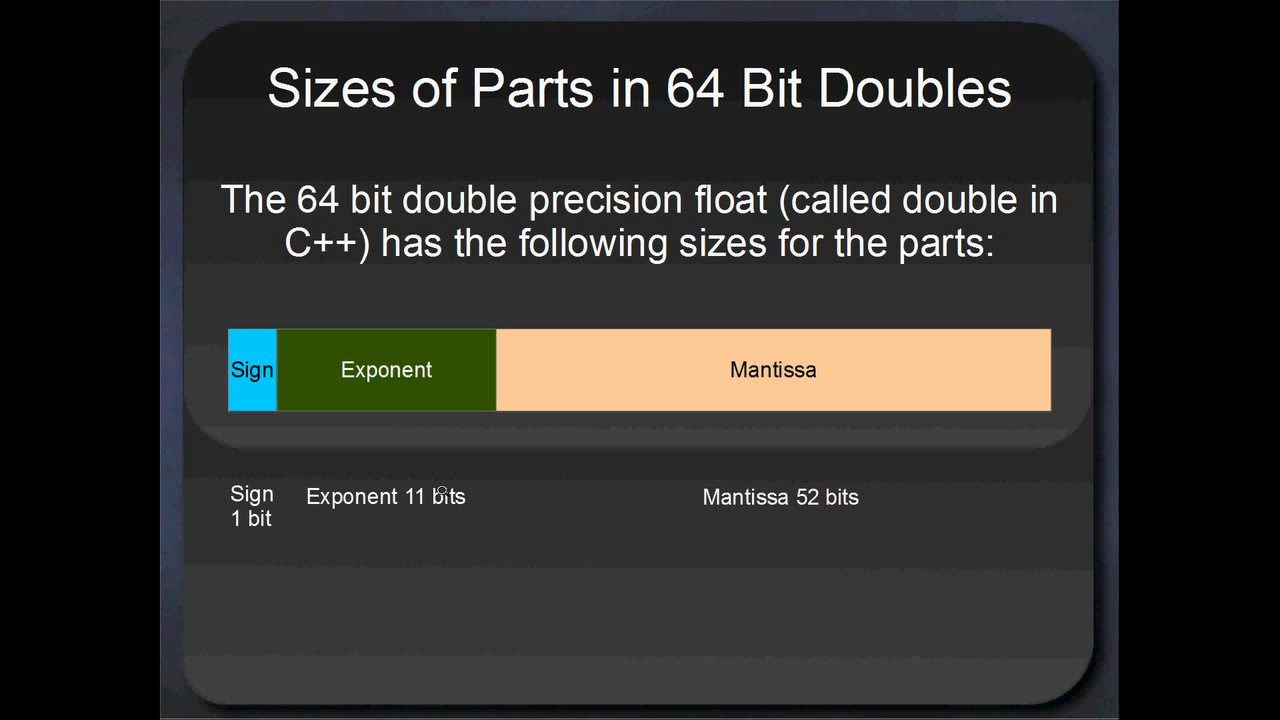 Sizes of Parts in 64 Bit Doubles
The 64 bit double precision float (called double in
C++) has the following sizes for the parts:
Sign Exponent Mantissa
Sign
1 bit
Exponent 11 bits
Mantissa 52 bits